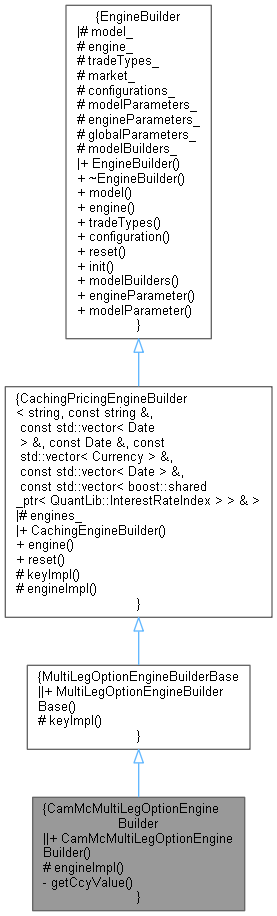 {EngineBuilder
|# model_
# engine_
# tradeTypes_
# market_
# configurations_
# modelParameters_
# engineParameters_
# globalParameters_
# modelBuilders_
|+ EngineBuilder()
+ ~EngineBuilder()
+ model()
+ engine()
+ tradeTypes()
+ configuration()
+ reset()
+ init()
+ modelBuilders()
+ engineParameter()
+ modelParameter()
}
{CachingPricingEngineBuilder
< string, const string &,
const std::vector< Date
> &, const Date &, const
std::vector< Currency > &,
const std::vector< Date > &,
const std::vector< boost::shared
_ptr< QuantLib::InterestRateIndex > > & >
|# engines_
|+ CachingEngineBuilder()
+ engine()
+ reset()
# keyImpl()
# engineImpl()
}
{MultiLegOptionEngineBuilderBase
||+ MultiLegOptionEngineBuilder
Base()
# keyImpl()
}
{CamMcMultiLegOptionEngine
Builder
||+ CamMcMultiLegOptionEngine
Builder()
# engineImpl()
- getCcyValue()
}